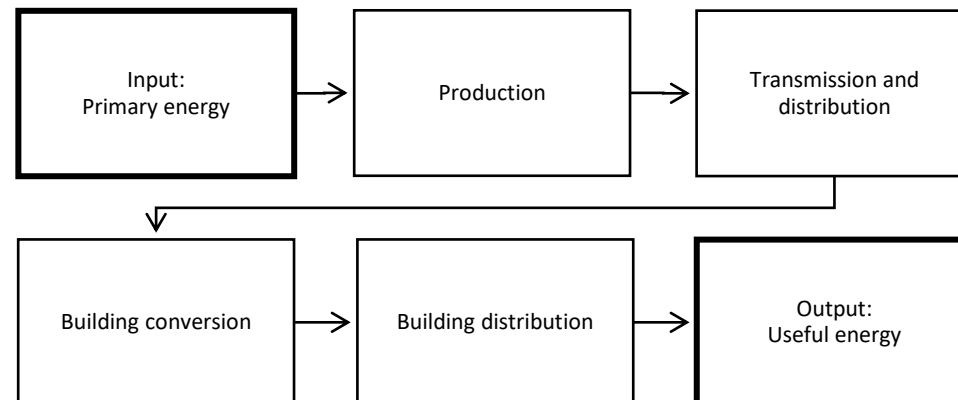 Input:
Primary energy
Production
Transmission and
distribution
Building conversion
Building distribution
Output:
Useful energy